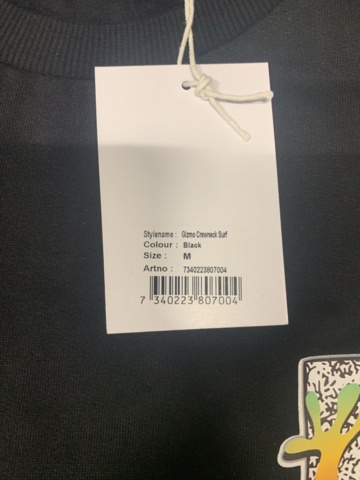 Stylename : Gizmo Crewneck Surf
Colour : Black
Size : M
Artno : 7340223807004
7 340223 807004